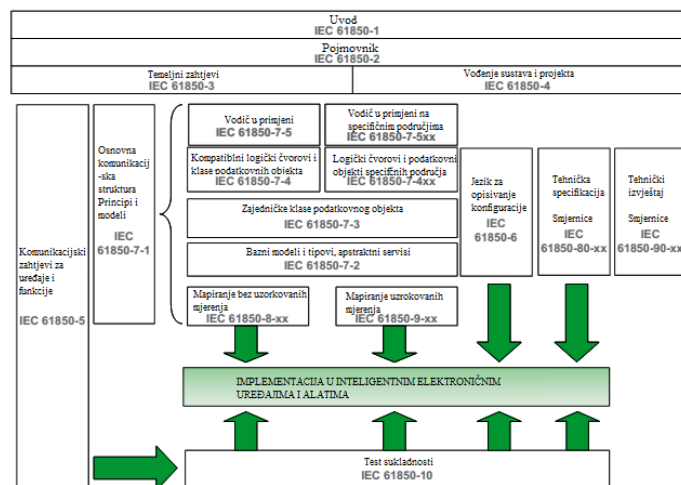 Uvod
IEC 61850-1
Pojmovnik
IEC 61850-2
Temeljni zahtjevi
IEC 61850-3
Vođenje sustava i projekta
IEC 61850-4
Komunikacijski
zahtjevi za
uređaje i
funkcije
IEC 61850-5
Osnovna
komunikacij
-ska
struktura
Principi i
modeli
IEC
61850-7-1
Vodič u primjeni
IEC 61850-7-5
Vodič u primjeni na
specifičnim područjima
IEC 61850-7-5xx
Kompatiblni logički čvorovi i
klase podatkovnih objekta
IEC 61850-7-4
Logički čvorovi i podatkovni
objekti specifičnih područja
IEC 61850-7-4xx
Zajedničke klase podatkovnog objekta
IEC 61850-7-3
Bazni modeli i tipovi, apstraktni servisi
IEC 61850-7-2
Mapiranje bez uzorkovanih
mjerenja
IEC 61850-8-xx
Mapiranje uzrokovanih
mjerenja
IEC 61850-9-xx
Jezik za
opisivanje
konfiguracije
IEC
61850-6
Tehnička
specifikacija
Smjernice
IEC
61850-80-xx
Tehnički
izvještaj
Smjernice
IEC
61850-90-xx
IMPLEMENTACIJA U INTELIGENTNIM ELEKTRONIČNIM
UREĐAJIMA I ALATIMA
Test sukladnosti
IEC 61850-10